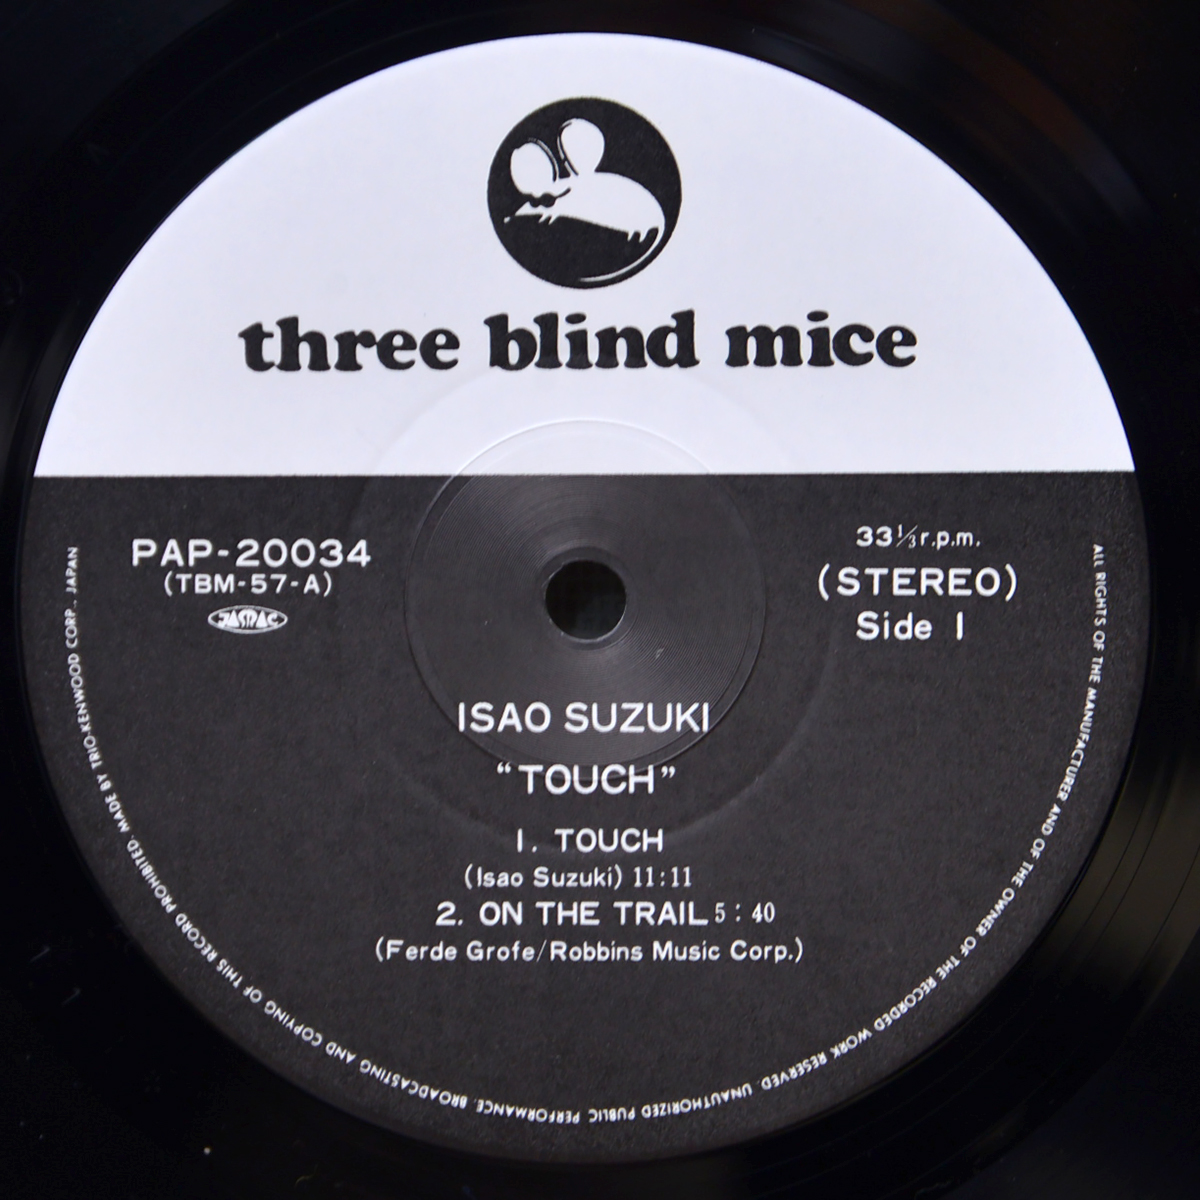 three blind mice
PAP-20034
(TBM-57-A)
JASRAC
33 1/3 r.p.m.
(STEREO)
Side 1
ISAO SUZUKI
“TOUCH”
1. TOUCH
(Isao Suzuki) 11:11
2. ON THE TRAIL 5 : 40
(Ferde Grofe/Robbins Music Corp.)
ALL RIGHTS OF THE MANUFACTURER AND OF THE OWNER OF THE RECORDED WORK RESERVED. UNAUTHORIZED PUBLIC PERFORMANCE, BROADCASTING AND COPYING OF THIS RECORD PROHIBITED. MADE BY TRIO-KENWOOD CORP., JAPAN